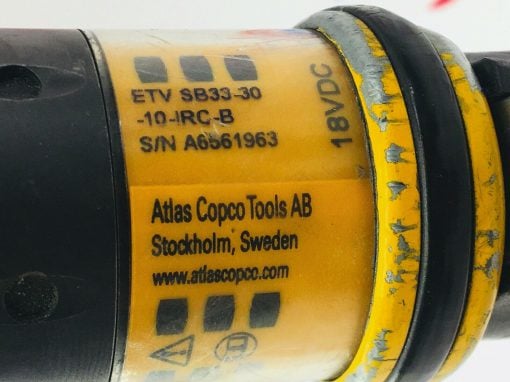 ETV SB33-30
-10-IRC-B
S/N A6561963
18VDC
Atlas Copco Tools AB
Stockholm, Sweden
www.atlascopco.com